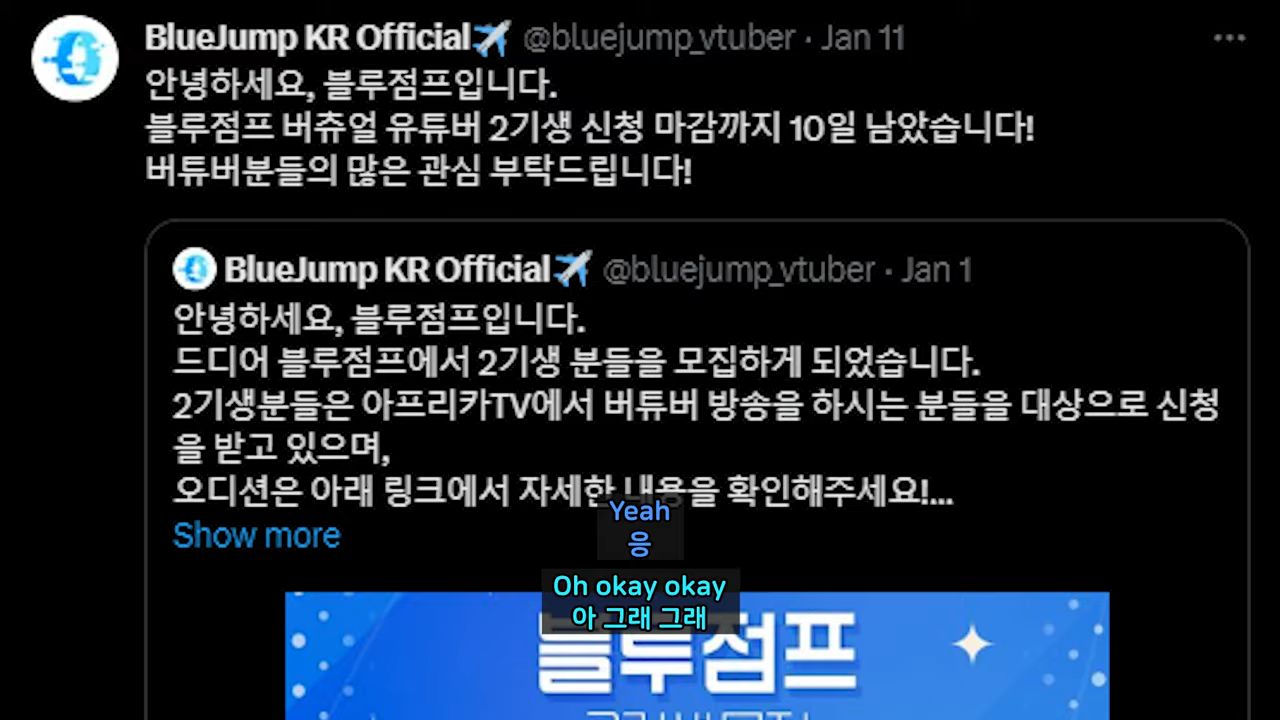 BlueJump KR Official @bluejump_vtuber · Jan 11
안녕하세요, 블루점프입니다.
블루점프 버츄얼 유튜버 2기생 신청 마감까지 10일 남았습니다!
버튜버분들의 많은 관심 부탁드립니다!
BlueJump KR Official @bluejump_vtuber · Jan 1
안녕하세요, 블루점프입니다.
드디어 블루점프에서 2기생 분들을 모집하게 되었습니다.
2기생분들은 아프리카TV에서 버튜버 방송을 하시는 분들을 대상으로 신청
을 받고 있으며,
오디션은 아래 링크에서 자세한 내용을 확인해주세요!...
Show more
Yeah
응
Oh okay okay
아 그래 그래
블루점프